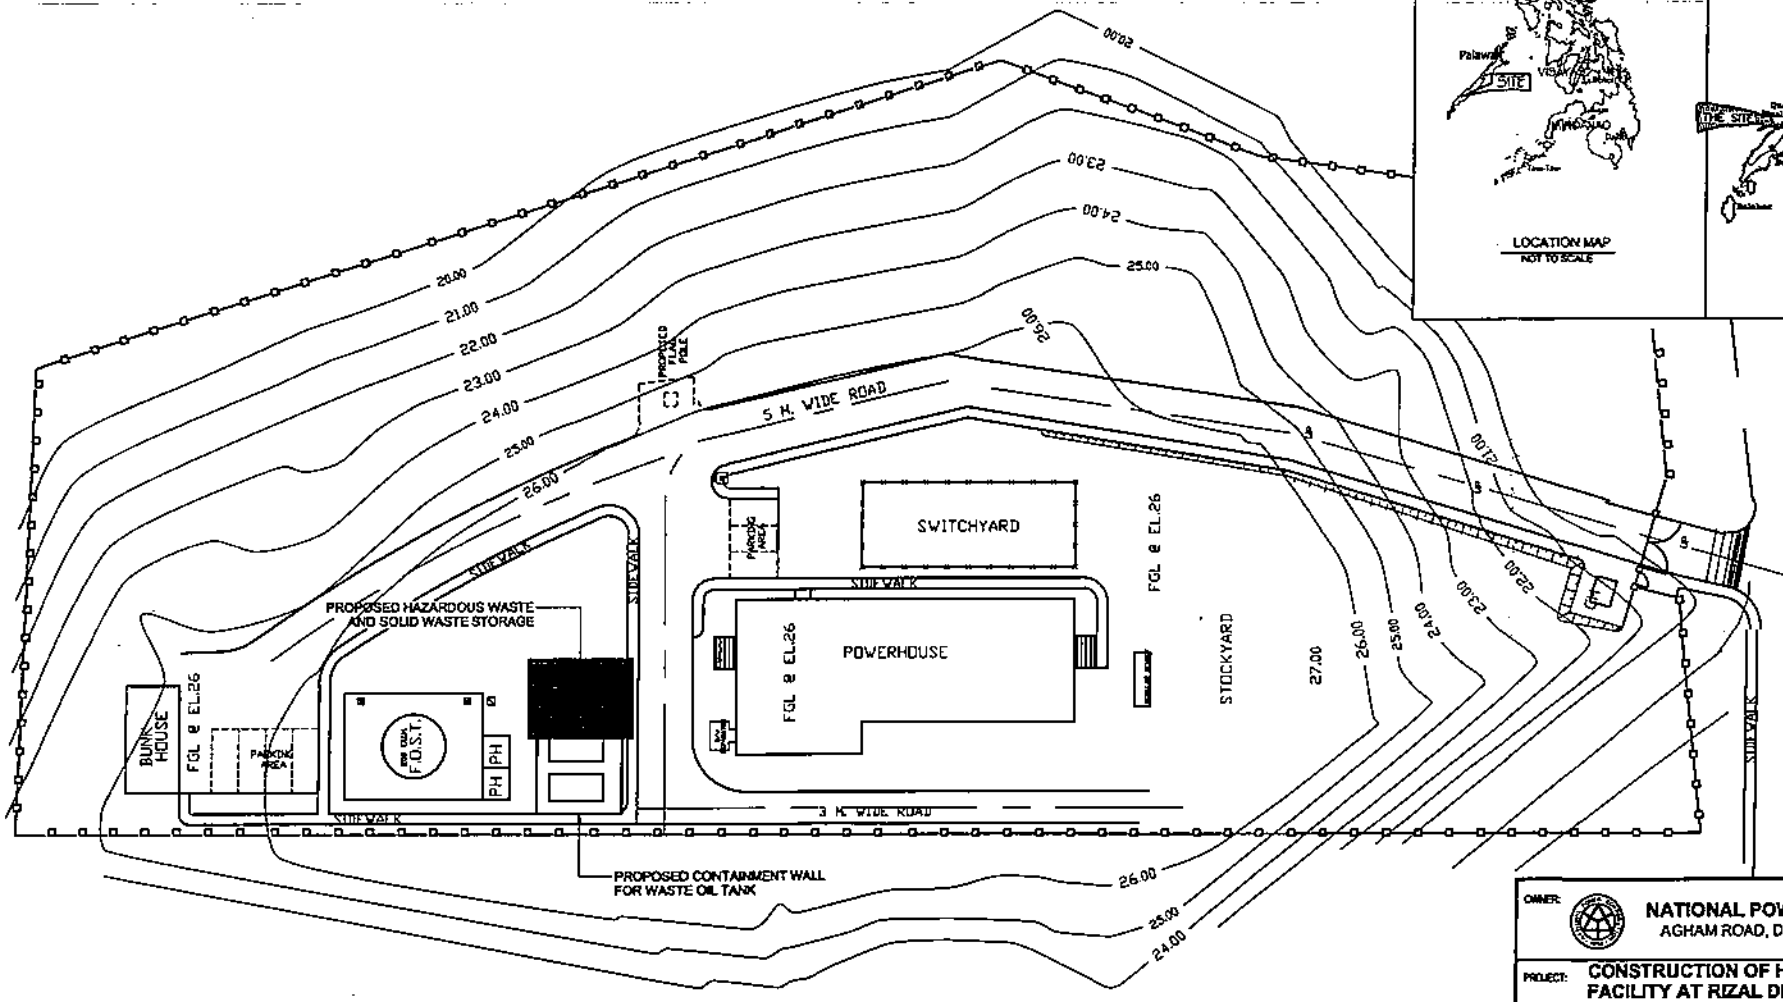 20.00
Palawan
SITE
MINDANAO
THE SITE
LOCATION MAP
NOT TO SCALE
23.00
24.00
25.00
26.00
20.00
21.00
22.00
23.00
24.00
25.00
26.00
PROPOSED
FLAG
POLE
5 M. WIDE ROAD
21.00
22.00
23.00
24.00
25.00
26.00
27.00
SIDEWALK
SIDEWALK
PARKING
AREA
SWITCHYARD
FGL @ EL.26
SIDEWALK
PROPOSED HAZARDOUS WASTE
AND SOLID WASTE STORAGE
POWERHOUSE
FGL @ EL.26
STOCKYARD
BUNK
HOUSE
FGL @ EL.26
PARKING
AREA
F.O.S.T.
PH
PH
SIDEWALK
3 M. WIDE ROAD
SIDEWALK
PROPOSED CONTAINMENT WALL
FOR WASTE OIL TANK
26.00
25.00
24.00
OWNER:
NATIONAL POW
AGHAM ROAD, D
PROJECT:
CONSTRUCTION OF H
FACILITY AT RIZAL DI